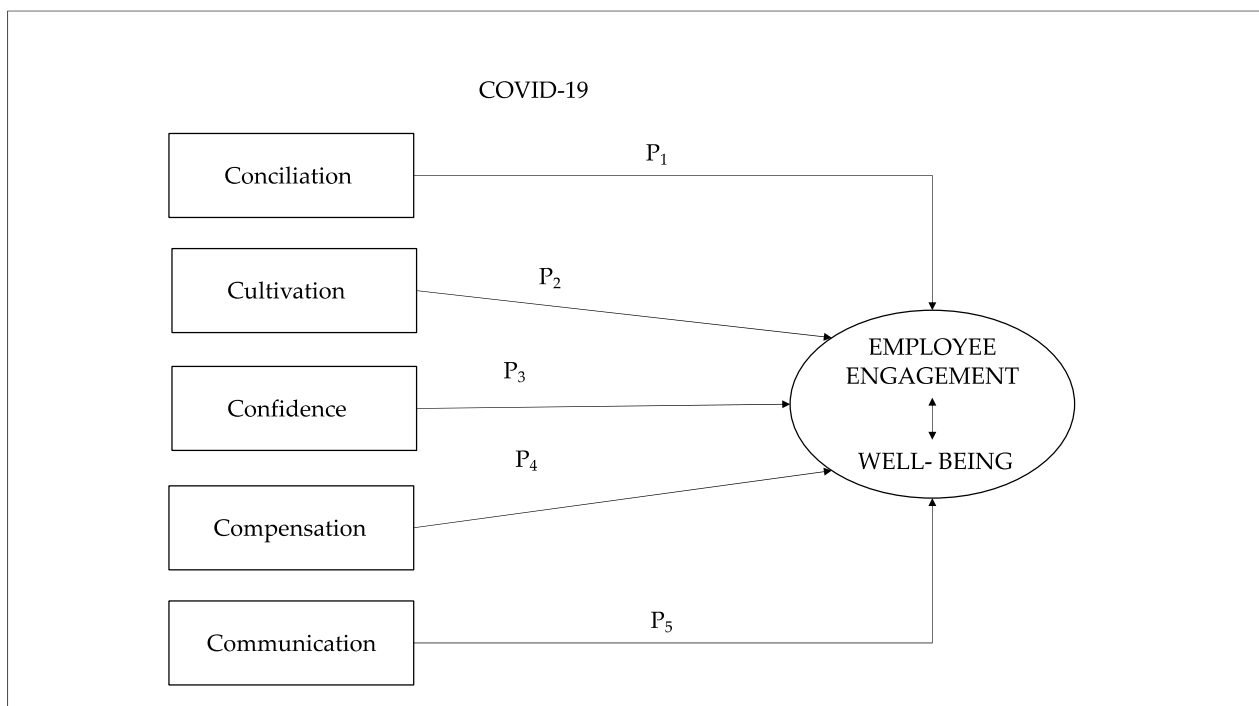 COVID-19
P1
Conciliation
P2
Cultivation
EMPLOYEE
ENGAGEMENT
P3
Confidence
P4
WELL- BEING
Compensation
P5
Communication